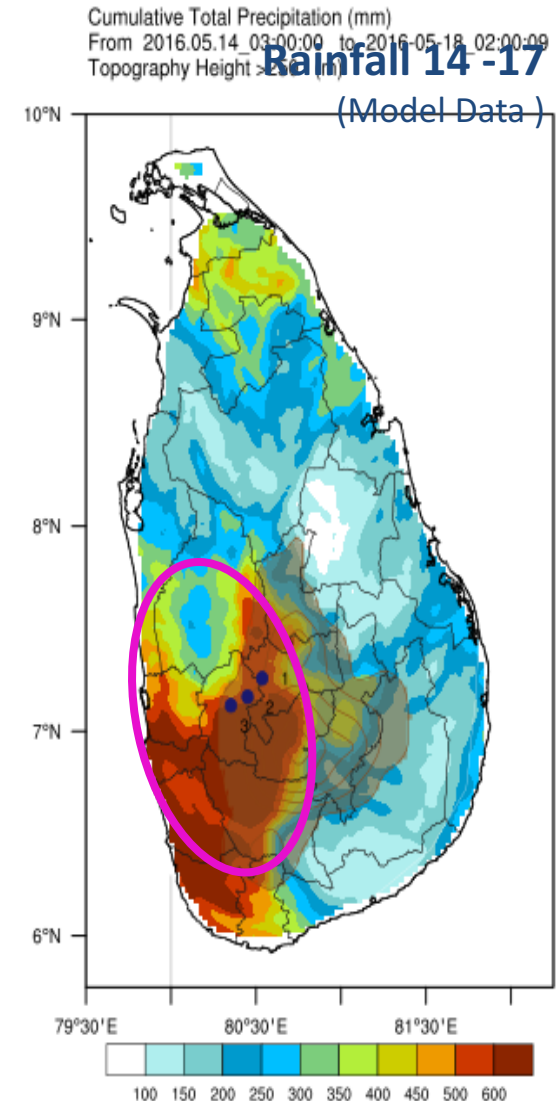 Cumulative Total Precipitation (mm)
From 2016.05.14_03:00:00 to 2016-05-18_02:00:09
Topography Height >250 (m)
Rainfall 14 -17
(Model Data )
10°N
9°N
8°N
7°N
6°N
1
2
3
79°30'E 80°30'E 81°30'E
100 150 200 250 300 350 400 450 500 600